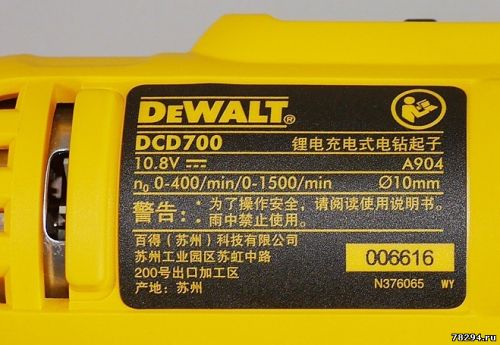 DEWALT®
DCD700 锂电充电式电钻起子
10.8V ⎓ A904
n₀ 0-400/min/0-1500/min Ø10mm
警告: · 为了操作安全，请阅读使用说明书。
· 雨中禁止使用。
百得（苏州）科技有限公司
苏州工业园区苏虹中路
200号出口加工区
产地: 苏州
006616
N376065 WY
78294.ru